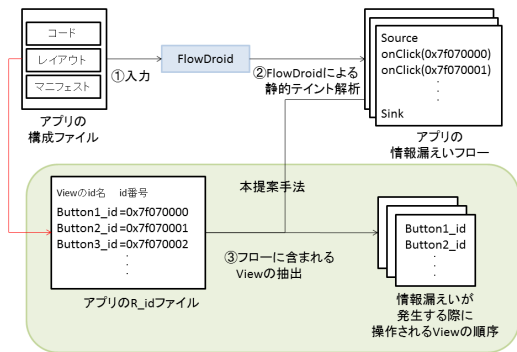 コード
レイアウト
マニフェスト
アプリの
構成ファイル
①入力
FlowDroid
②FlowDroidによる
静的テイント解析
Source
onClick(0x7f070000)
onClick(0x7f070001)
.
.
.
Sink
アプリの
情報漏えいフロー
本提案手法
Viewのid名 id番号
Button1_id =0x7f070000
Button2_id =0x7f070001
Button3_id =0x7f070002
.
.
.
アプリのR_idファイル
③フローに含まれる
Viewの抽出
Button1_id
Button2_id
.
.
.
情報漏えいが
発生する際に
操作されるViewの順序